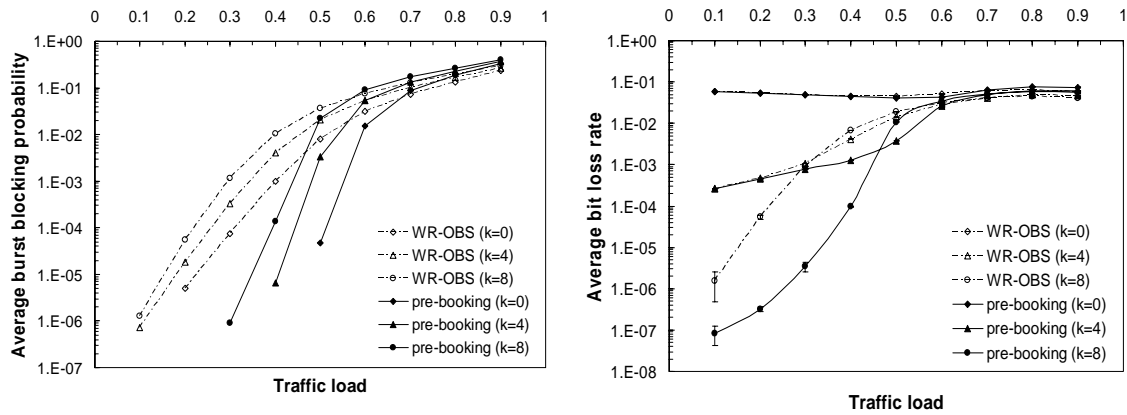 0 0.1 0.2 0.3 0.4 0.5 0.6 0.7 0.8 0.9 1
1.E+00
1.E-01
1.E-02
1.E-03
1.E-04
1.E-05
1.E-06
1.E-07
Average burst blocking probability
WR-OBS (k=0)
WR-OBS (k=4)
WR-OBS (k=8)
pre-booking (k=0)
pre-booking (k=4)
pre-booking (k=8)
Traffic load
0 0.1 0.2 0.3 0.4 0.5 0.6 0.7 0.8 0.9 1
1.E+00
1.E-01
1.E-02
1.E-03
1.E-04
1.E-05
1.E-06
1.E-07
1.E-08
Average bit loss rate
WR-OBS (k=0)
WR-OBS (k=4)
WR-OBS (k=8)
pre-booking (k=0)
pre-booking (k=4)
pre-booking (k=8)
Traffic load